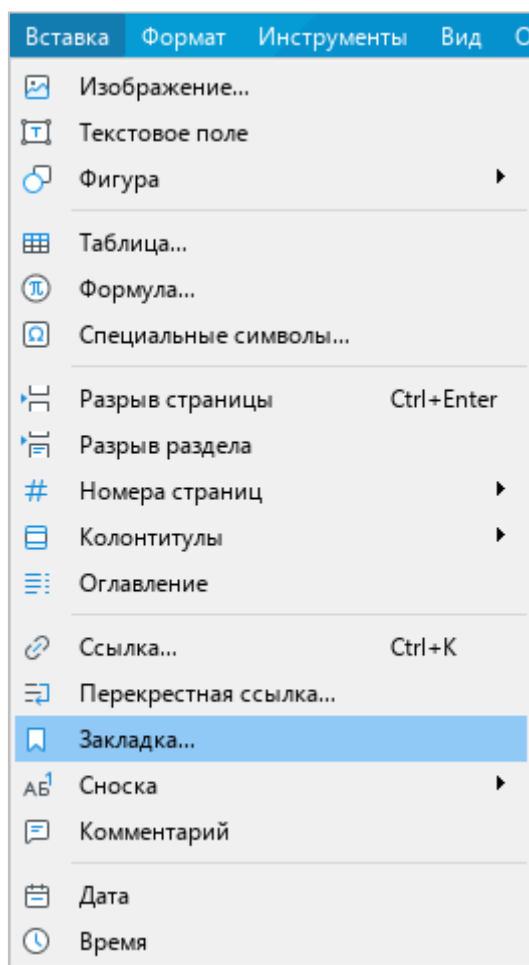 Вставка Формат Инструменты Вид
Изображение...
Текстовое поле
Фигура
Таблица...
Формула...
Специальные символы...
Разрыв страницы Ctrl+Enter
Разрыв раздела
Номера страниц
Колонтитулы
Оглавление
Ссылка... Ctrl+K
Перекрестная ссылка...
Закладка...
Сноска
Комментарий
Дата
Время